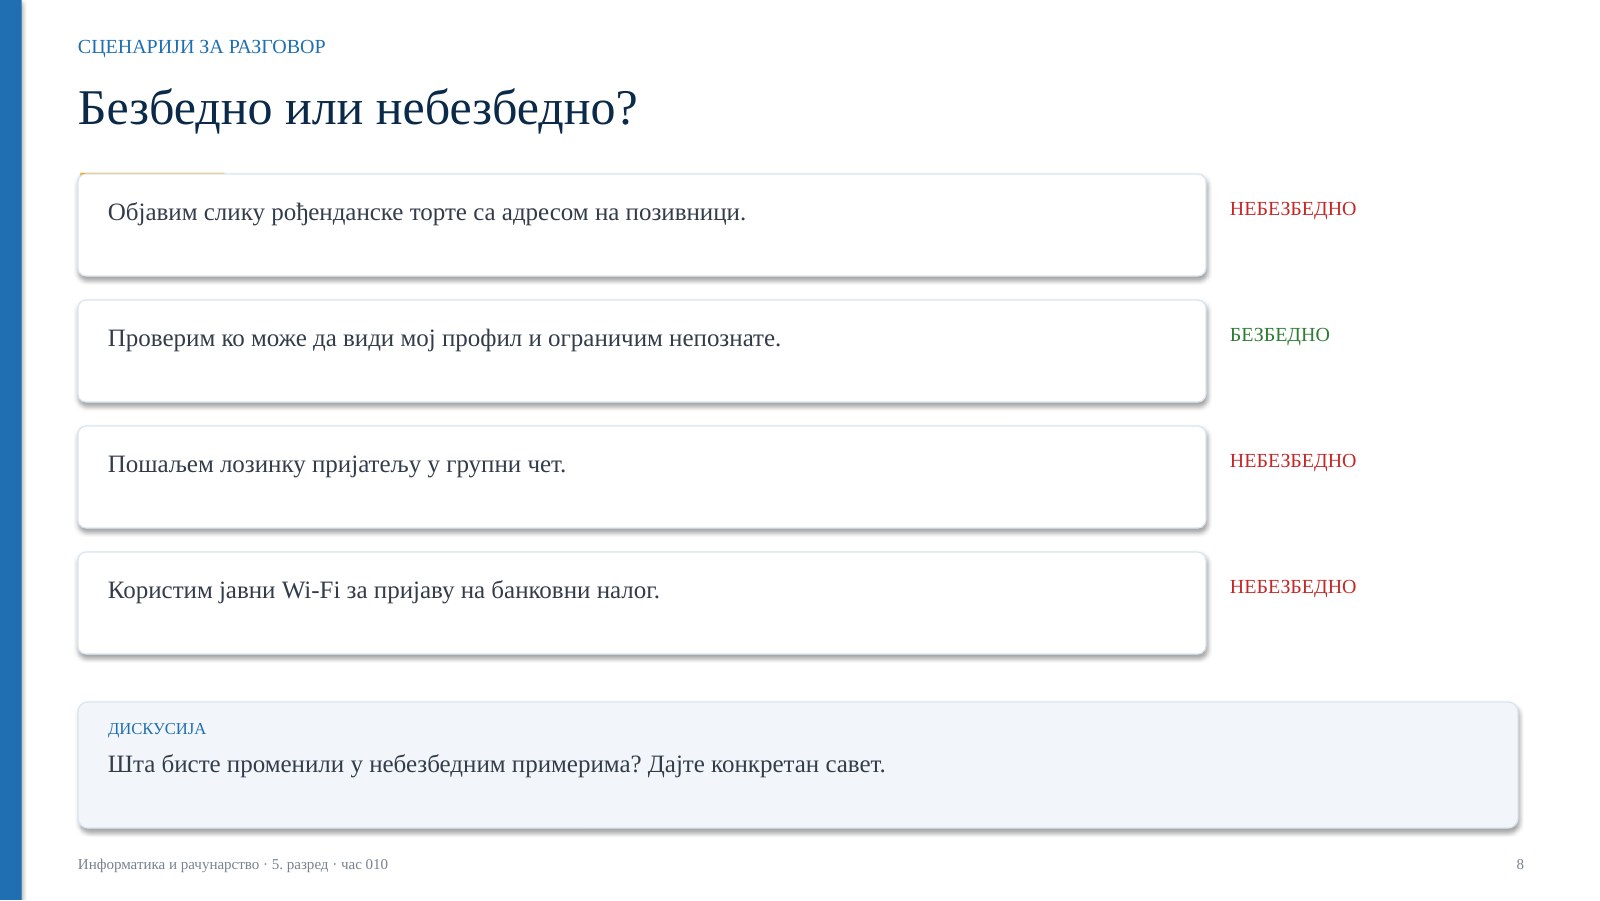 СЦЕНАРИЈИ ЗА РАЗГОВОР
Безбедно или небезбедно?
Објавим слику рођенданске торте са адресом на позивници.
НЕБЕЗБЕДНО
Проверим ко може да види мој профил и ограничим непознате.
БЕЗБЕДНО
Пошаљем лозинку пријатељу у групни чет.
НЕБЕЗБЕДНО
Користим јавни Wi-Fi за пријаву на банковни налог.
НЕБЕЗБЕДНО
ДИСКУСИЈА
Шта бисте променили у небезбедним примерима? Дајте конкретан савет.
Информатика и рачунарство · 5. разред · час 010
8